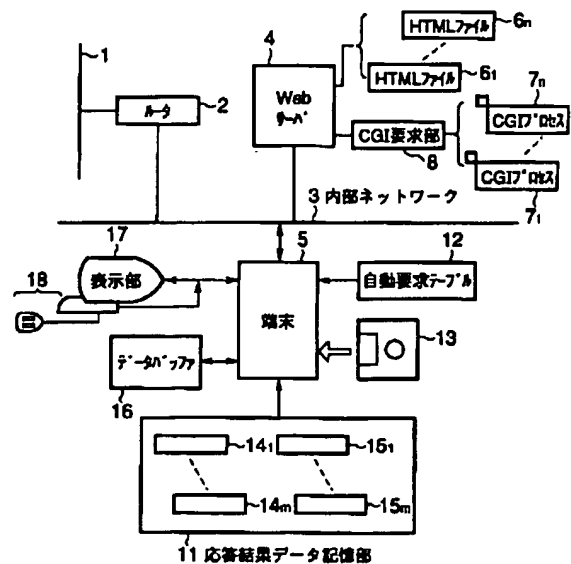 1
ルータ 2
4
Web
サーバ
HTMLファイル 6n
HTMLファイル 61
CGI要求部
8
7n
CGIプロセス
CGIプロセス
71
3 内部ネットワーク
17
表示部
18
5
端末
12
自動要求テーブル
13
データバッファ
16
141
151
14m
15m
11 応答結果データ記憶部